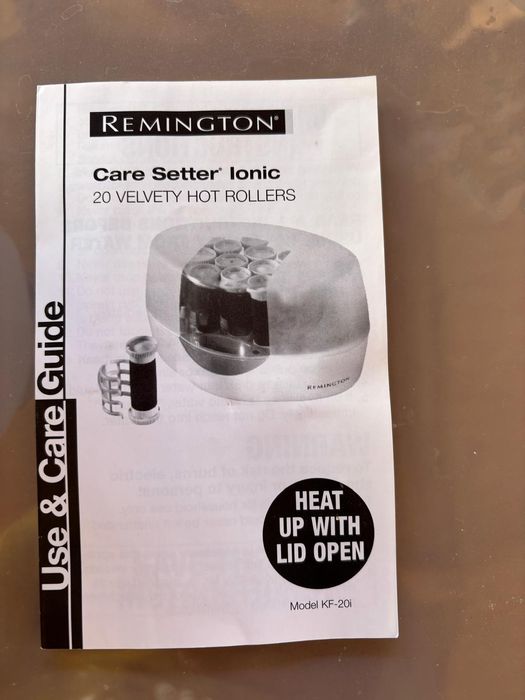 REMINGTON®
Care Setter® Ionic
20 VELVETY HOT ROLLERS
Use & Care Guide
REMINGTON
HEAT
UP WITH
LID OPEN
Model KF-20i
WARNING